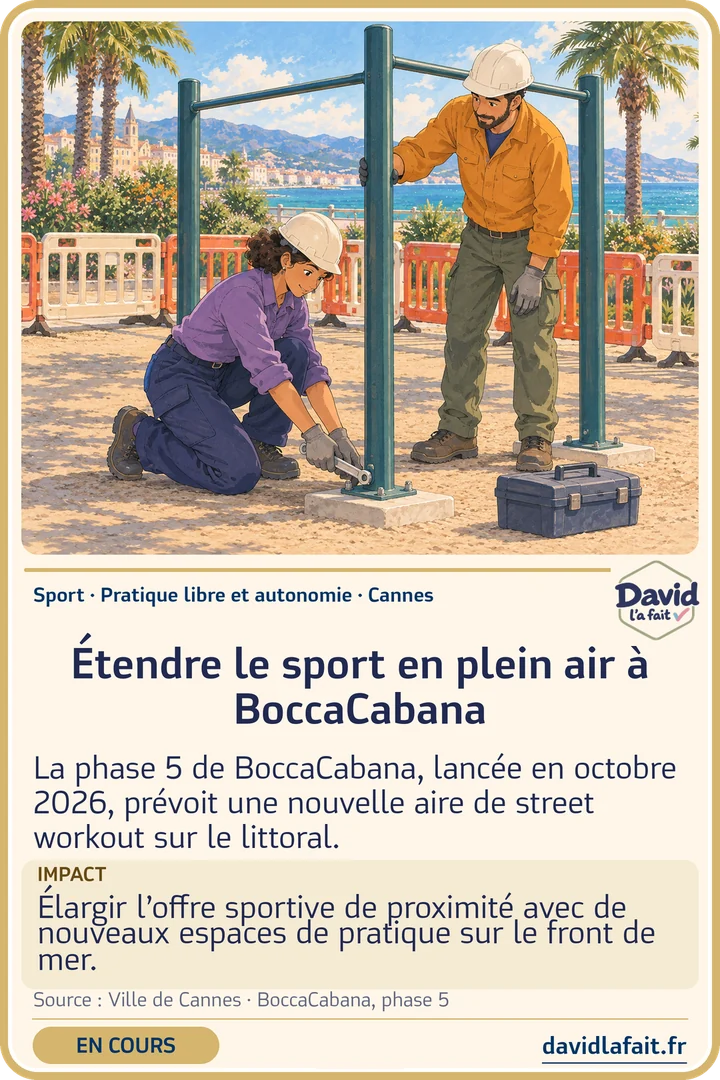 Sport · Pratique libre et autonomie · Cannes
David
l'a fait
Étendre le sport en plein air à
BoccaCabana
La phase 5 de BoccaCabana, lancée en octobre
2026, prévoit une nouvelle aire de street
workout sur le littoral.
IMPACT
Élargir l'offre sportive de proximité avec de
nouveaux espaces de pratique sur le front de
mer.
Source : Ville de Cannes · BoccaCabana, phase 5
EN COURS
davidlafait.fr